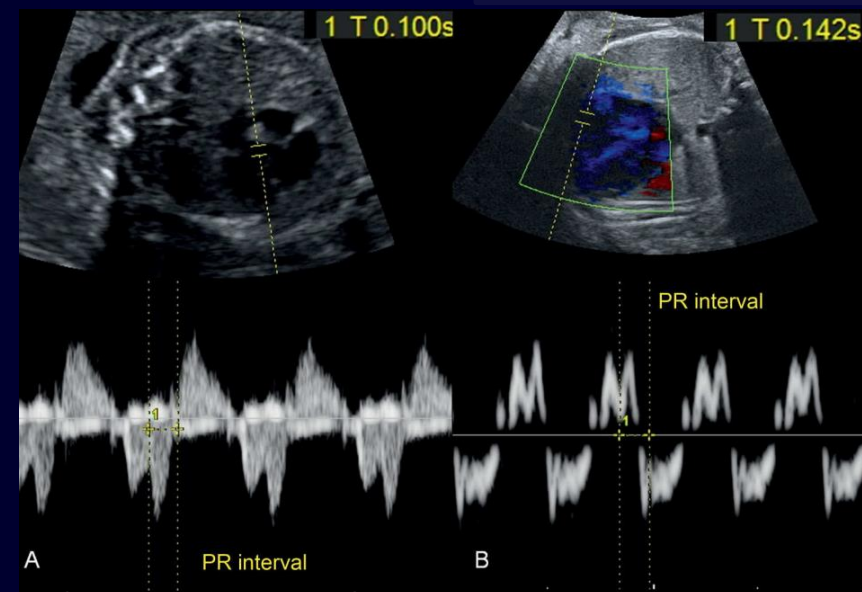 1 T 0.100s
1 T 0.142s
PR interval
1
1
A
PR interval
B